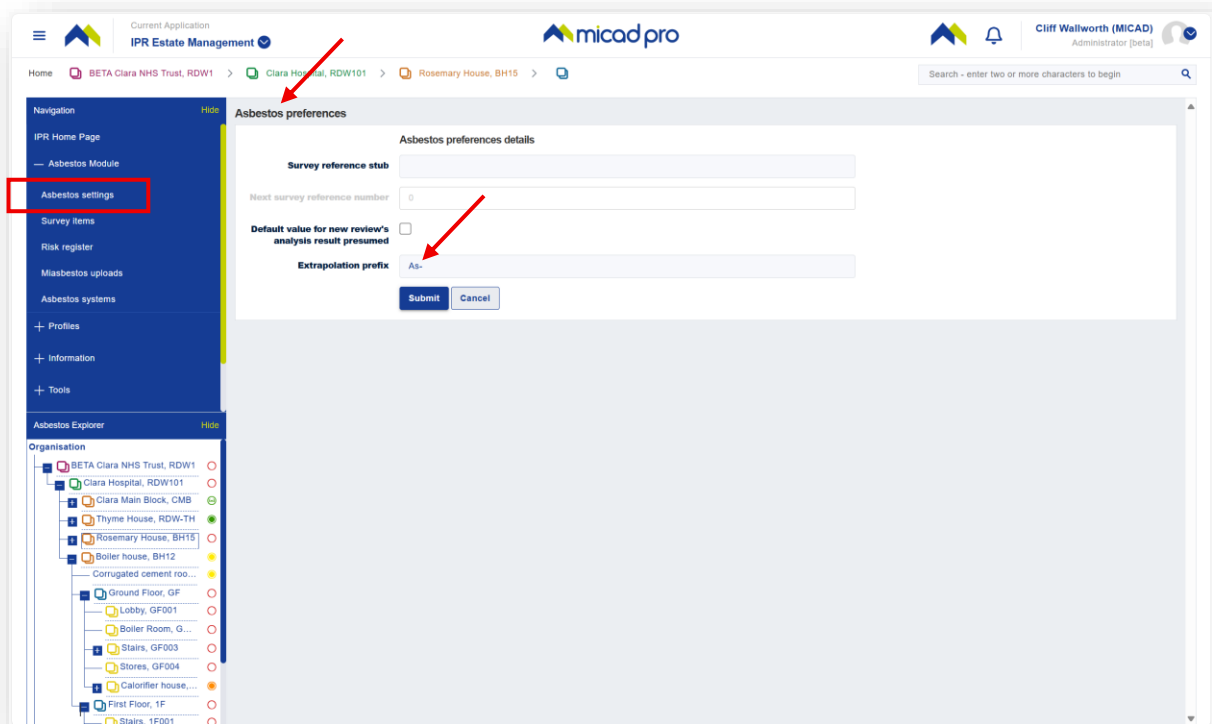 Current Application
IPR Estate Management
micad pro
Cliff Wallworth (MICAD)
Administrator [beta]
Home
BETA Clara NHS Trust, RDW1 >
Clara Hospital, RDW101 >
Rosemary House, BH15 >
Search - enter two or more characters to begin
Navigation
Hide
IPR Home Page
— Asbestos Module
Asbestos settings
Survey items
Risk register
Miasbestos uploads
Asbestos systems
+ Profiles
+ Information
+ Tools
Asbestos preferences
Asbestos preferences details
Survey reference stub
Next survey reference number
0
Default value for new review's
analysis result presumed
Extrapolation prefix
As-
Submit
Cancel
Asbestos Explorer
Hide
Organisation
BETA Clara NHS Trust, RDW1
Clara Hospital, RDW101
Clara Main Block, CMB
Thyme House, RDW-TH
Rosemary House, BH15
Boiler house, BH12
Corrugated cement roo...
Ground Floor, GF
Lobby, GF001
Boiler Room, G...
Stairs, GF003
Stores, GF004
Calorifier house,...
First Floor, 1F
Stairs, 1F001